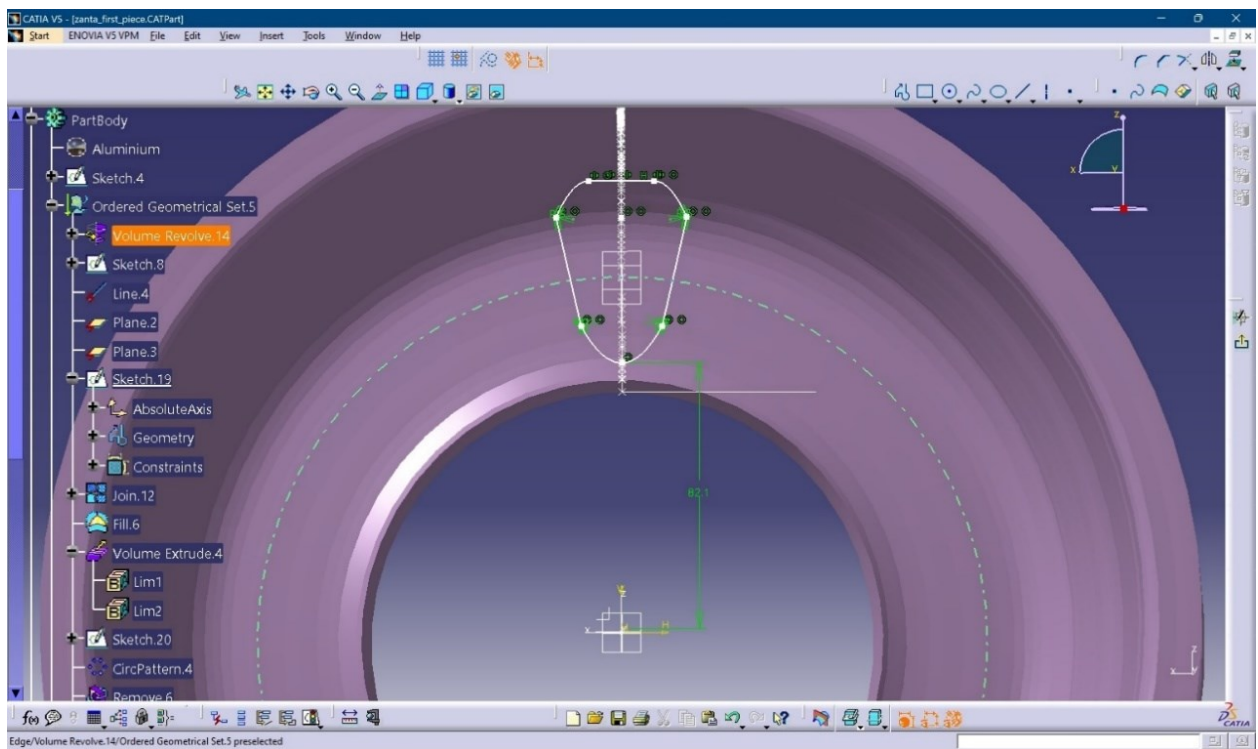 CATIA V5 - [zanta_first_piece.CATPart]
Start ENOVIA V5 VPM File Edit View Insert Tools Window Help
PartBody
Aluminium
Sketch.4
Ordered Geometrical Set.5
Volume Revolve.14
Sketch.8
Line.4
Plane.2
Plane.3
Sketch.19
AbsoluteAxis
Geometry
Constraints
Join.12
Fill.6
Volume Extrude.4
Lim1
Lim2
Sketch.20
CircPattern.4
Remove.6
z
x
y
82.1
x
H
z
x
f(x)
CATIA
Edge/Volume Revolve.14/Ordered Geometrical Set.5 preselected